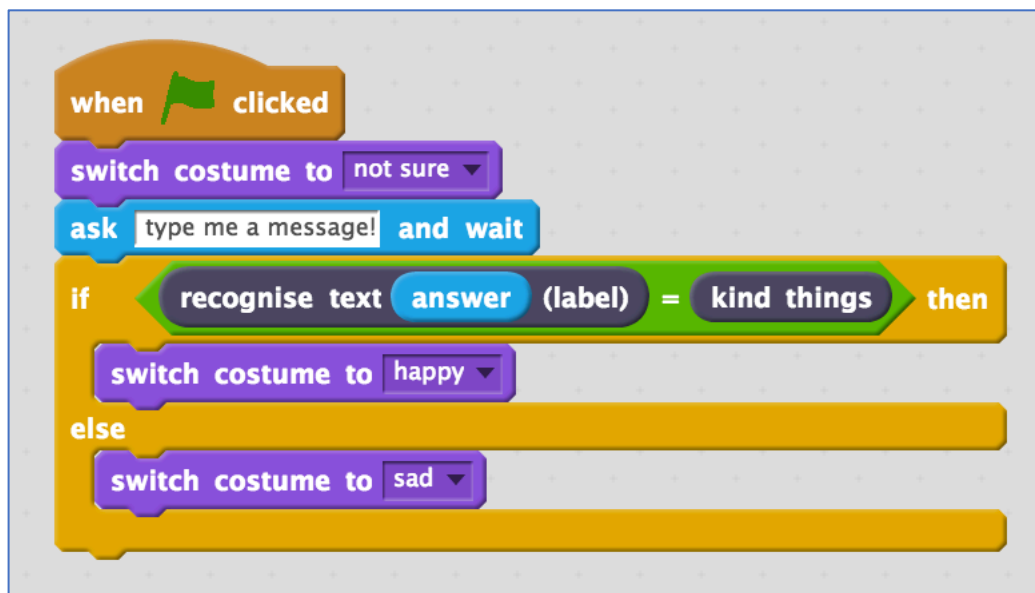 when clicked
switch costume to not sure
ask type me a message! and wait
if recognise text answer (label) = kind things then
switch costume to happy
else
switch costume to sad